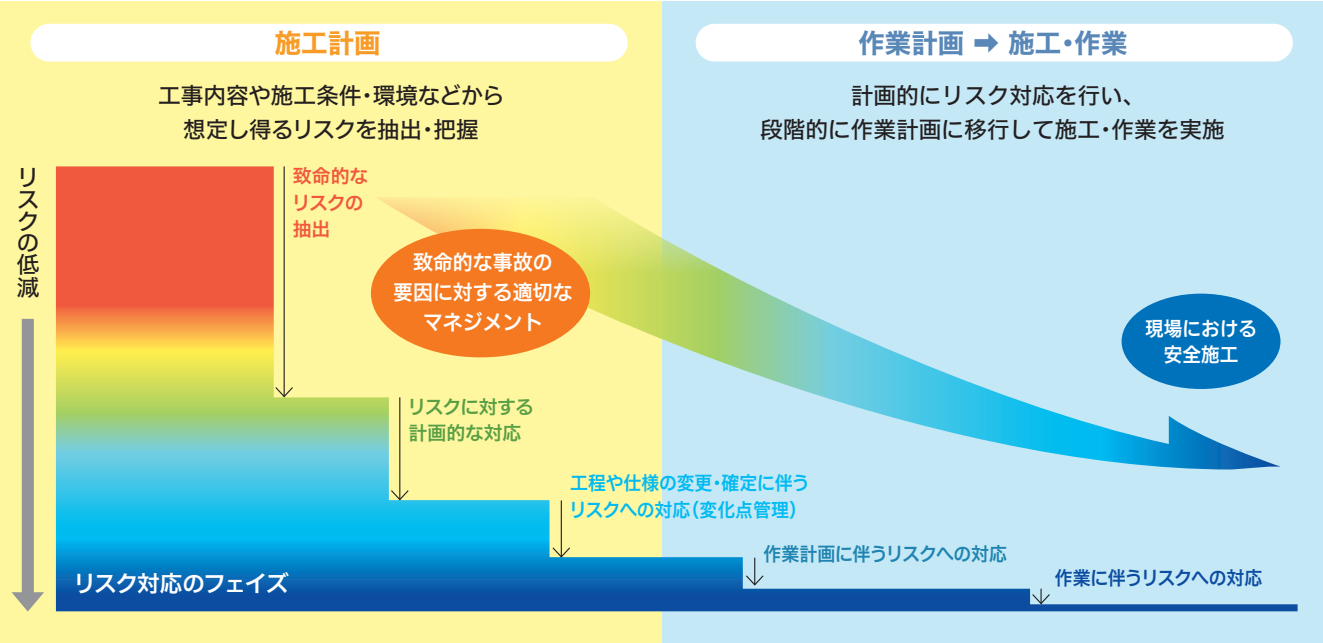 施工計画
工事内容や施工条件・環境などから
想定し得るリスクを抽出・把握
作業計画 ➡ 施工・作業
計画的にリスク対応を行い、
段階的に作業計画に移行して施工・作業を実施
リスクの低減
致命的な
リスクの
抽出
致命的な事故の
要因に対する適切な
マネジメント
現場における
安全施工
リスクに対する
計画的な対応
工程や仕様の変更・確定に伴う
リスクへの対応（変化点管理）
作業計画に伴うリスクへの対応
作業に伴うリスクへの対応
リスク対応のフェイズ